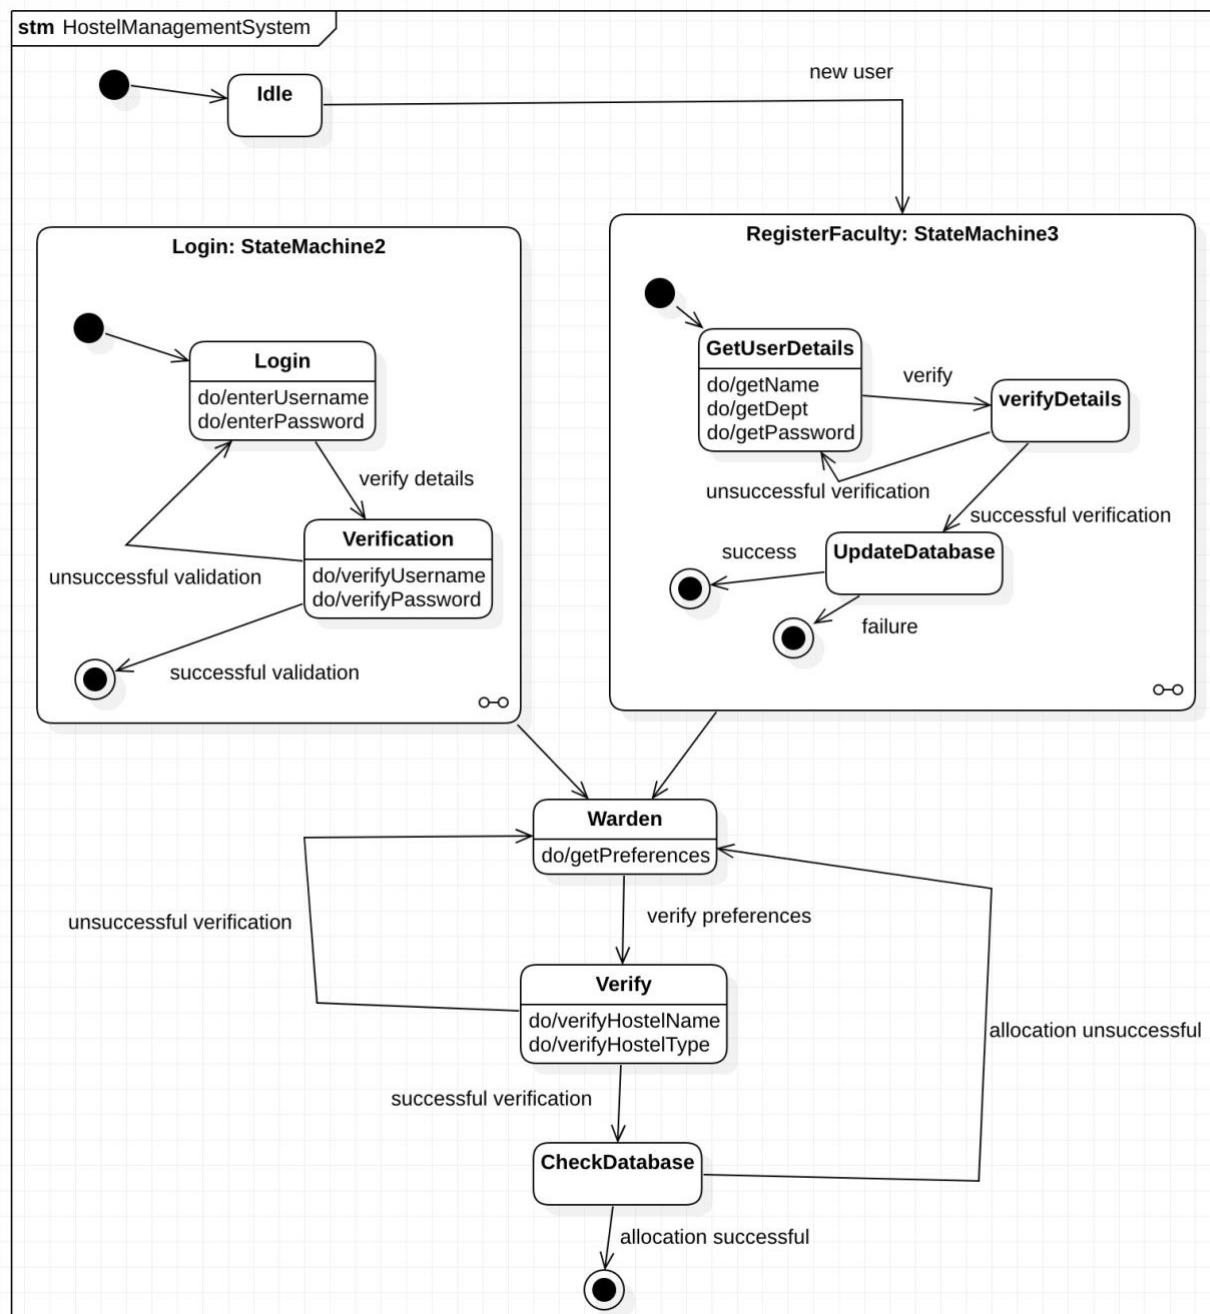 stm HostelManagementSystem
Idle
new user
Login: StateMachine2
Login
do/enterUsername
do/enterPassword
verify details
Verification
do/verifyUsername
do/verifyPassword
unsuccessful validation
successful validation
RegisterFaculty: StateMachine3
GetUserDetails
do/getName
do/getDept
do/getPassword
verify
verifyDetails
unsuccessful verification
successful verification
UpdateDatabase
success
failure
Warden
do/getPreferences
unsuccessful verification
verify preferences
Verify
do/verifyHostelName
do/verifyHostelType
allocation unsuccessful
successful verification
CheckDatabase
allocation successful